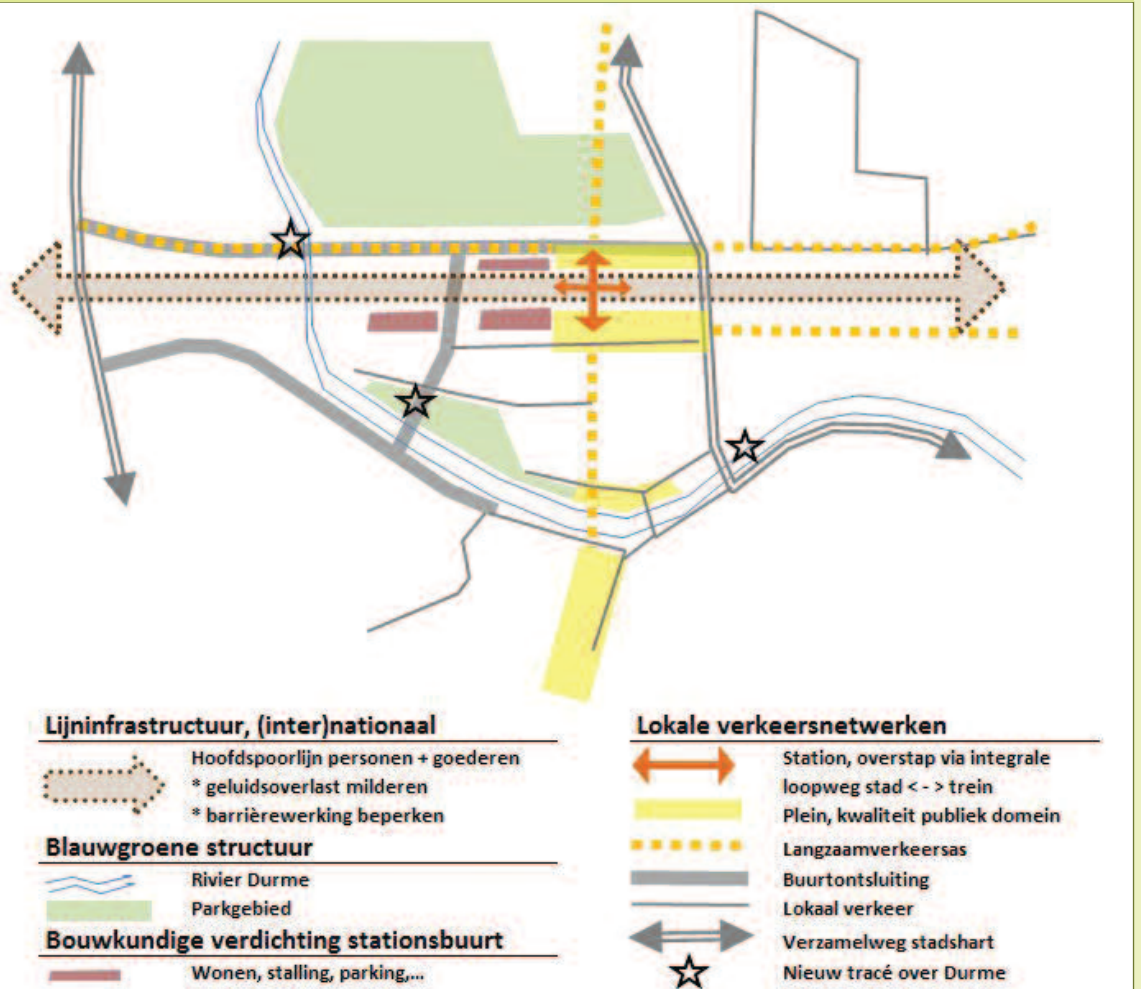 Lijninfrastructuur, (inter)nationaal
Hoofdspoorlijn personen + goederen
* geluidsoverlast milderen
* barrièrewerking beperken
Blauwgroene structuur
Rivier Durme
Parkgebied
Bouwkundige verdichting stationsbuurt
Wonen, stalling, parking,...
Lokale verkeersnetwerken
Station, overstap via integrale
loopweg stad < - > trein
Plein, kwaliteit publiek domein
Langzaamverkeersas
Buurtontsluiting
Lokaal verkeer
Verzamelweg stadshart
Nieuw tracé over Durme